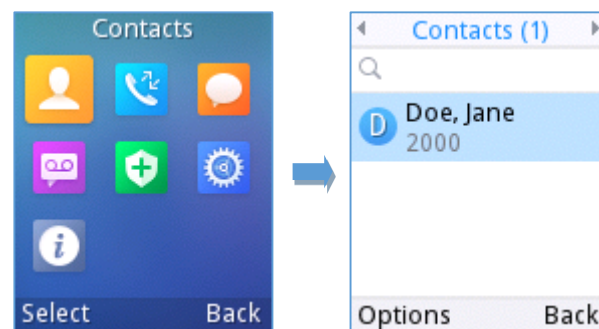 Contacts
Select Back
Contacts (1)
D
Doe, Jane
2000
Options Back